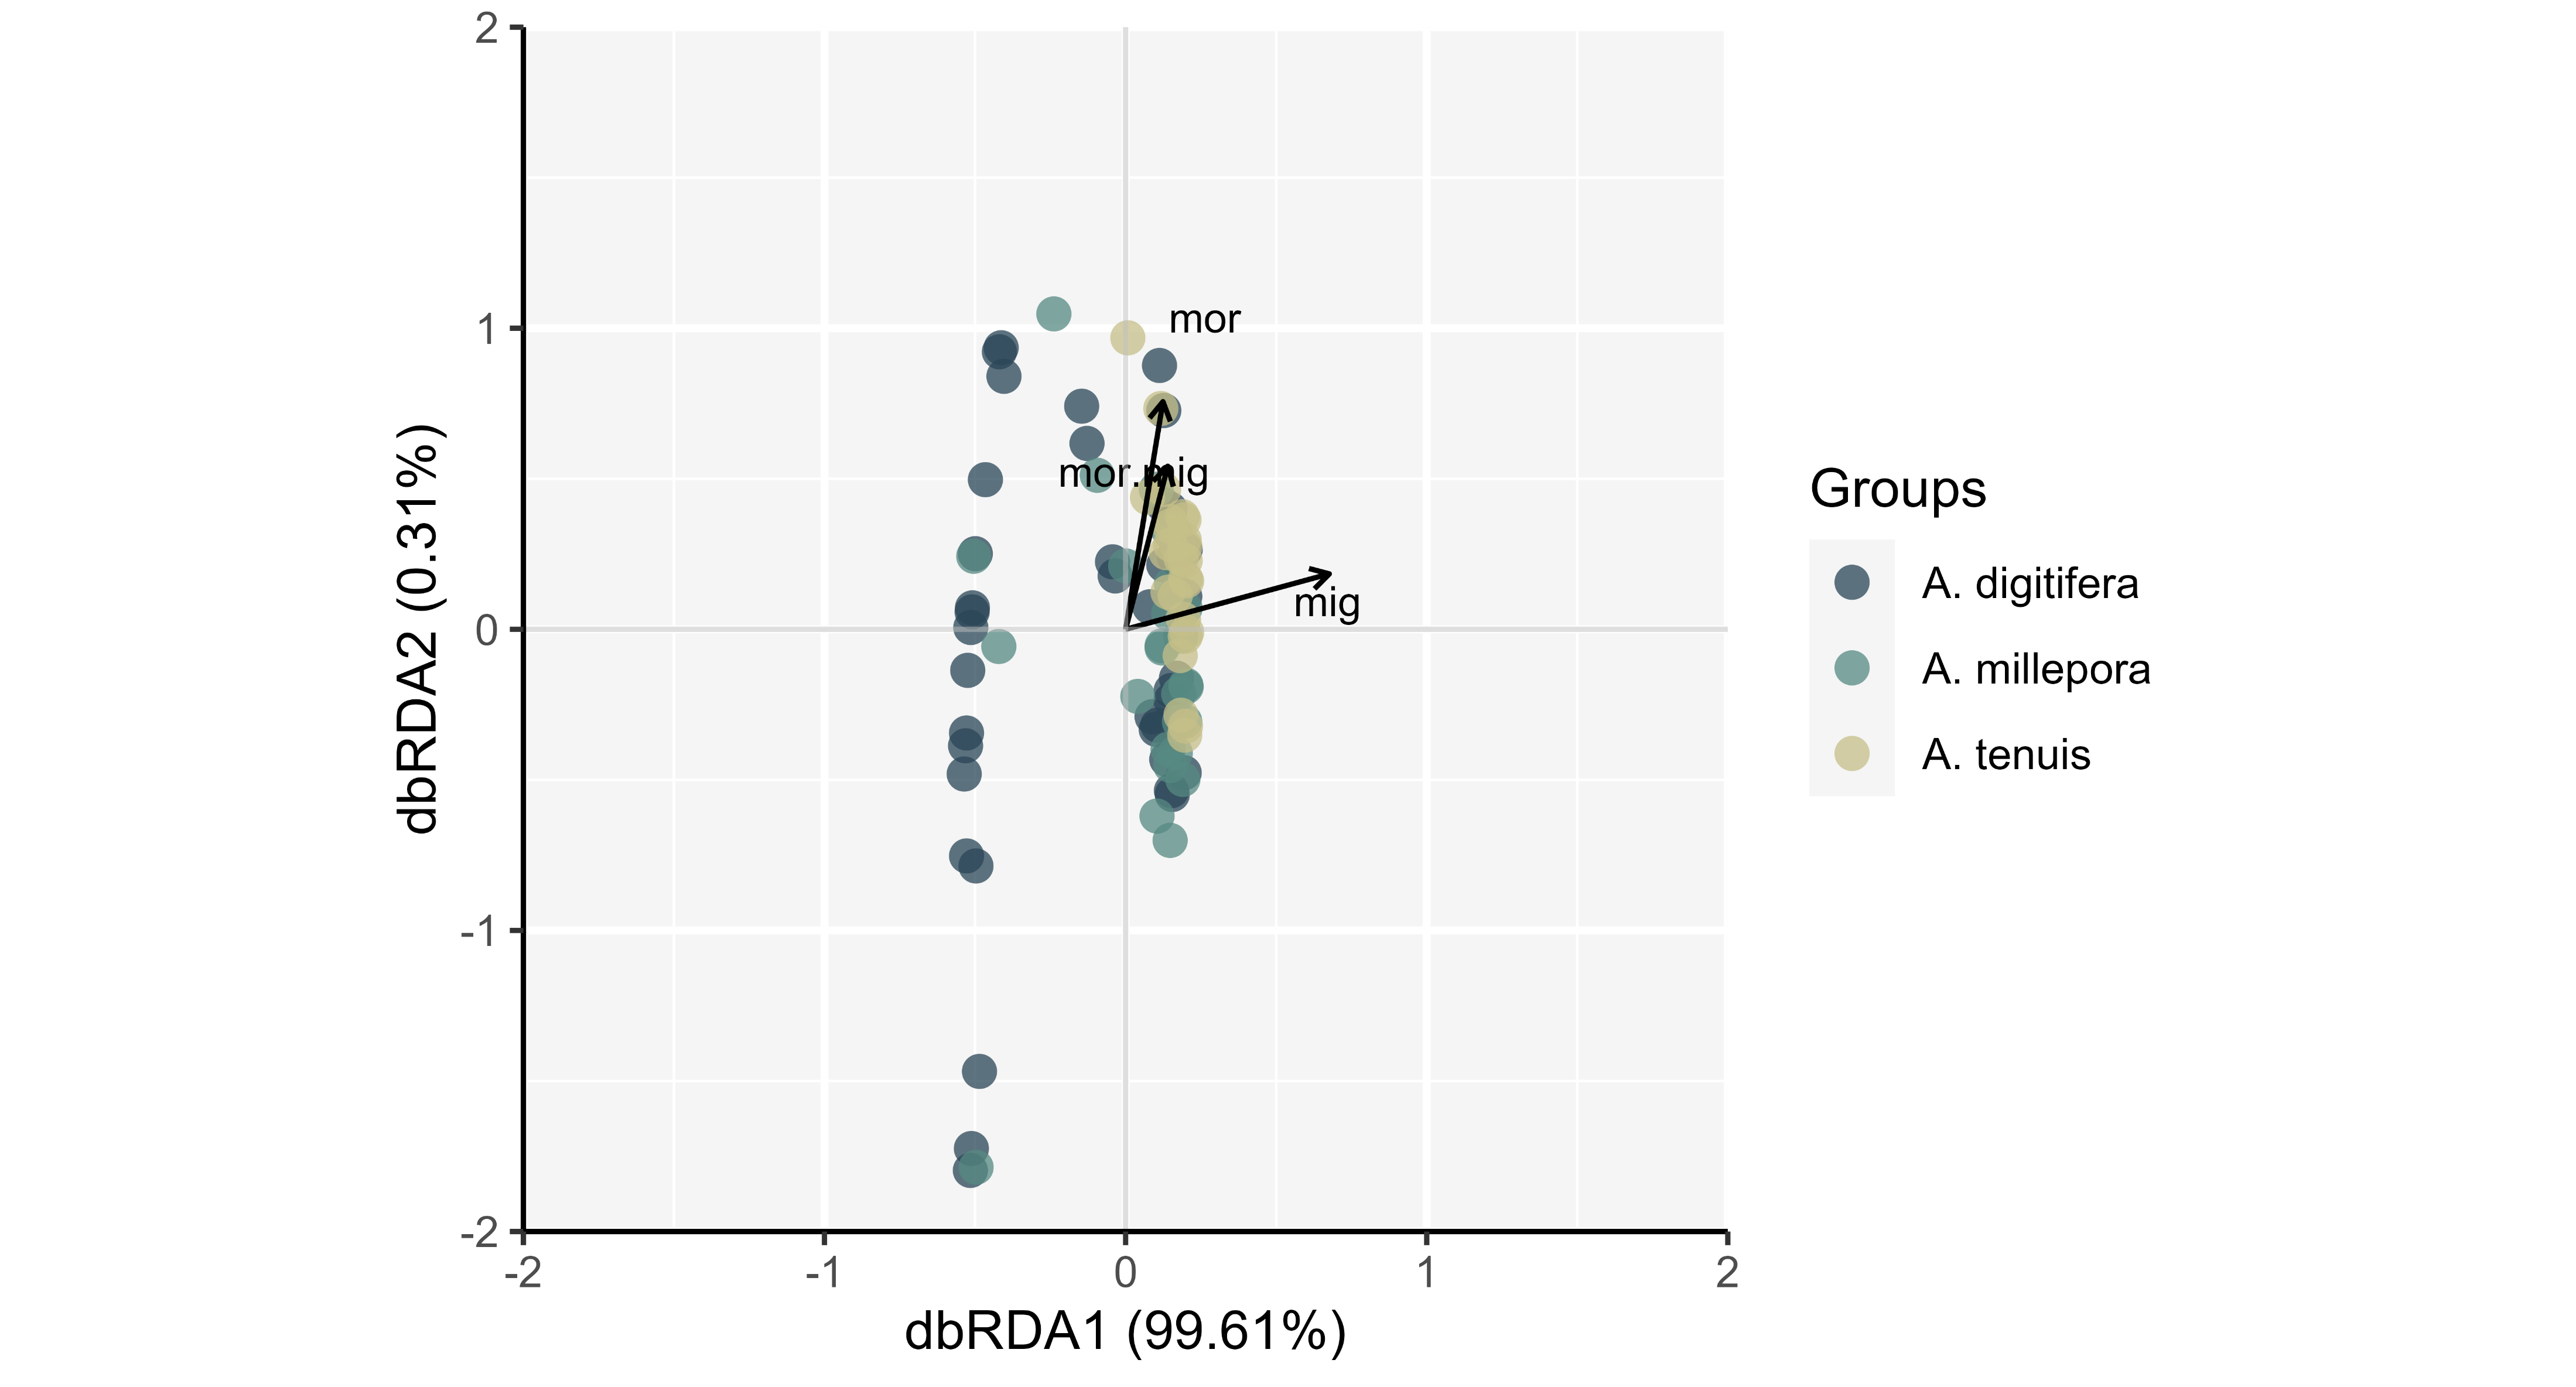 2
1
0
-1
-2
dbRDA2 (0.31%)
mor
mor.mig
mig
-2
-1
0
1
2
dbRDA1 (99.61%)
Groups
A. digitifera
A. millepora
A. tenuis